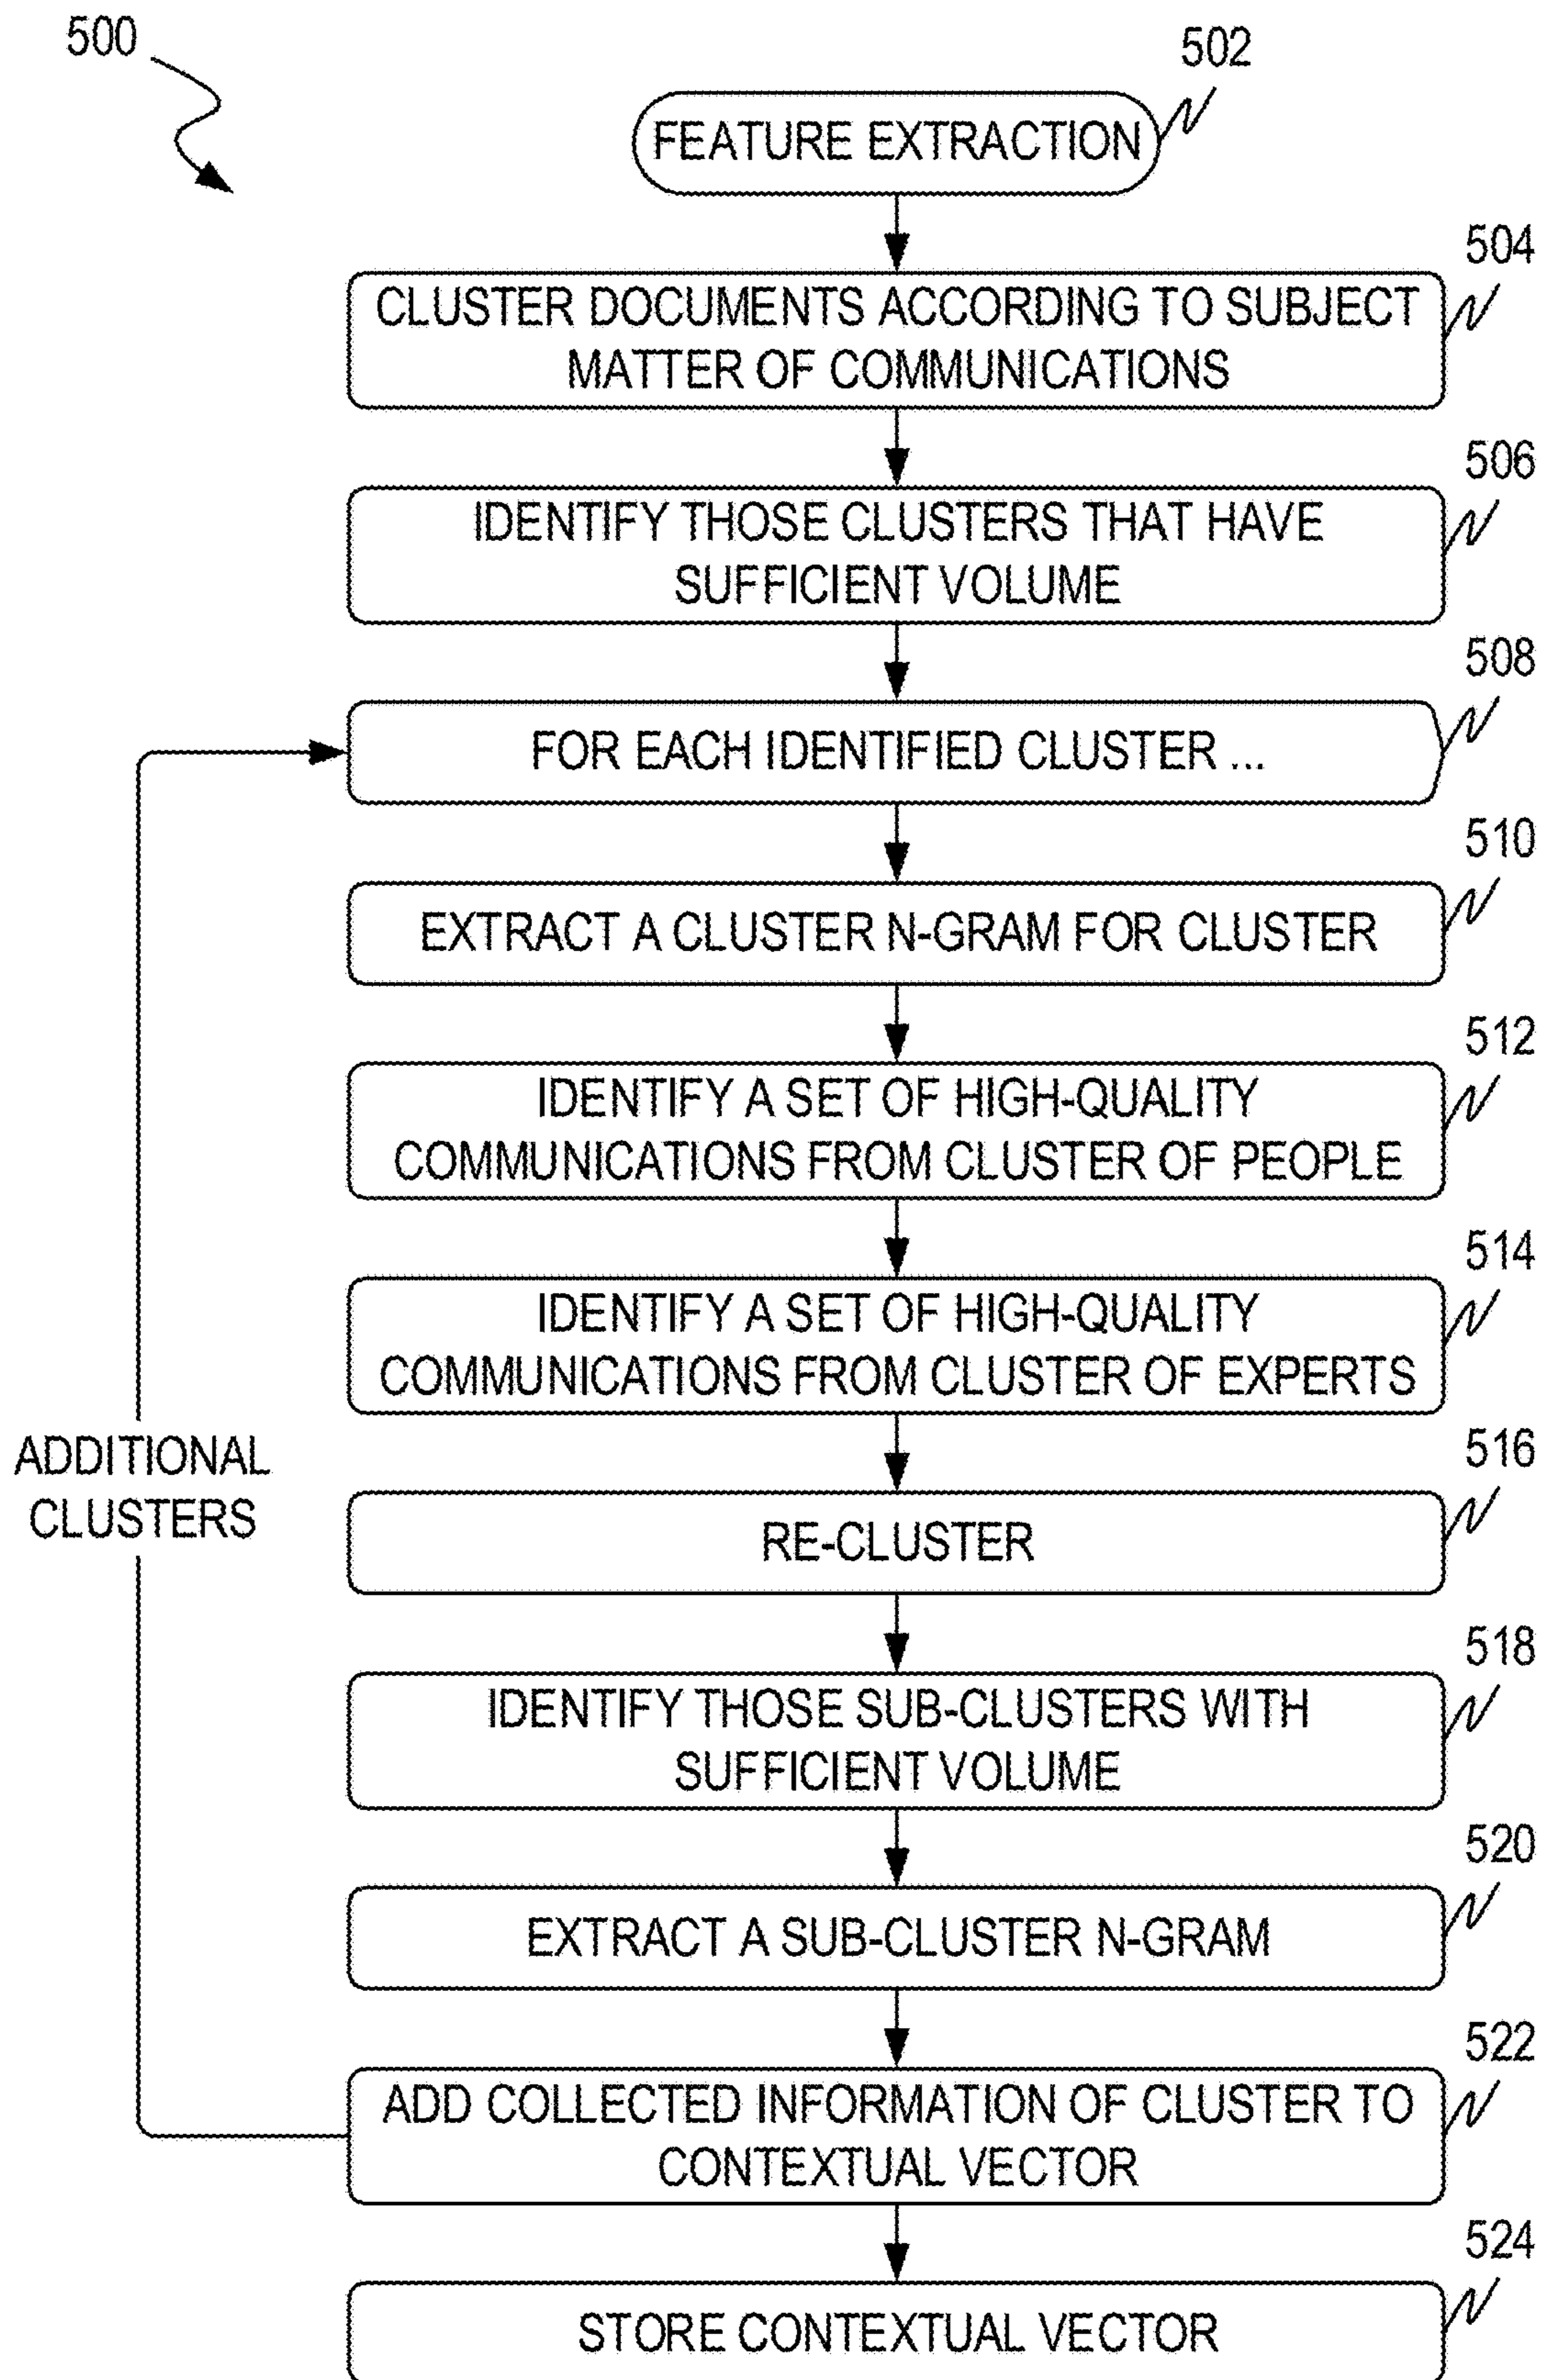 500
502
FEATURE EXTRACTION
504
CLUSTER DOCUMENTS ACCORDING TO SUBJECT
MATTER OF COMMUNICATIONS
506
IDENTIFY THOSE CLUSTERS THAT HAVE
SUFFICIENT VOLUME
508
FOR EACH IDENTIFIED CLUSTER ...
510
EXTRACT A CLUSTER N-GRAM FOR CLUSTER
512
IDENTIFY A SET OF HIGH-QUALITY
COMMUNICATIONS FROM CLUSTER OF PEOPLE
514
IDENTIFY A SET OF HIGH-QUALITY
COMMUNICATIONS FROM CLUSTER OF EXPERTS
ADDITIONAL
CLUSTERS
516
RE-CLUSTER
518
IDENTIFY THOSE SUB-CLUSTERS WITH
SUFFICIENT VOLUME
520
EXTRACT A SUB-CLUSTER N-GRAM
522
ADD COLLECTED INFORMATION OF CLUSTER TO
CONTEXTUAL VECTOR
524
STORE CONTEXTUAL VECTOR